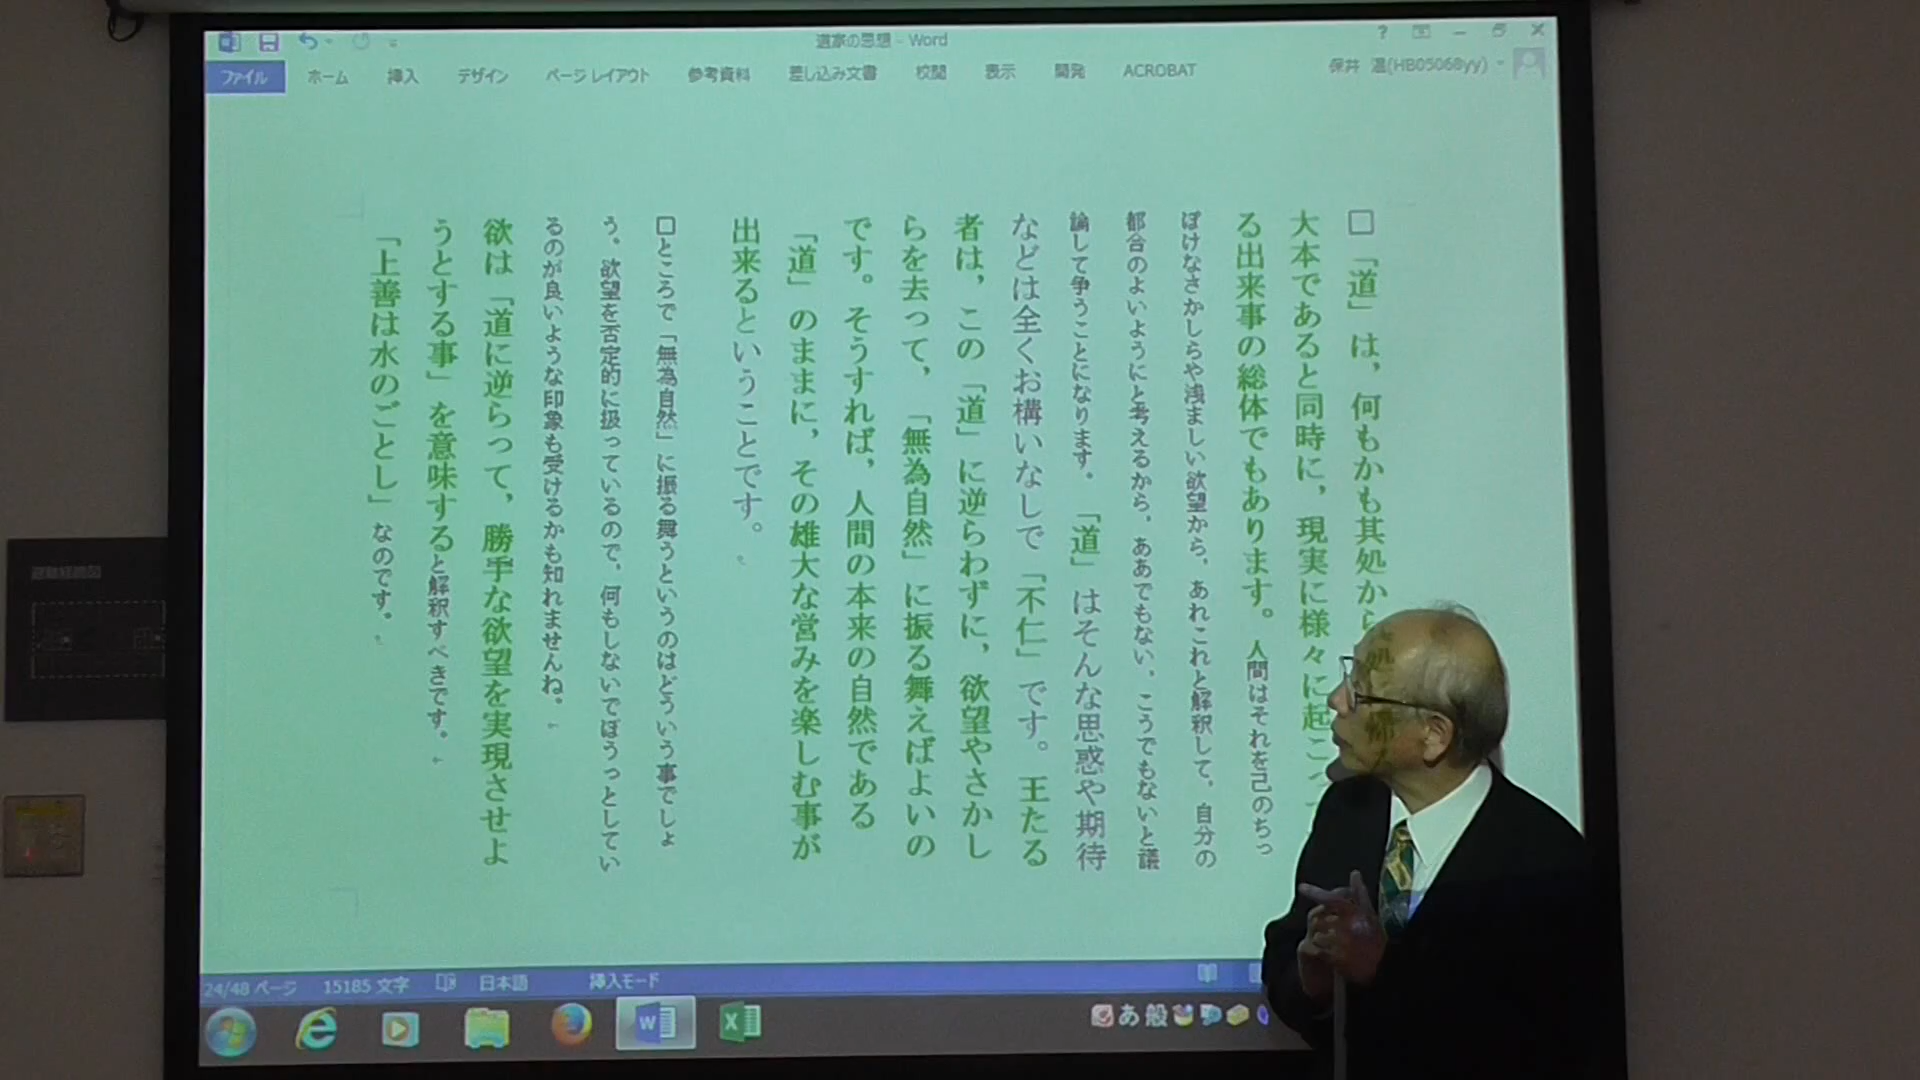 道家の思想 - Word
ファイル ホーム 挿入 デザイン ページ レイアウト 参考資料 差し込み文書 校閲 表示 開発 ACROBAT
保井 温(HB05068yy)
□「道」は，何もかも其処から
大本であると同時に，現実に様々に起こっ
る出来事の総体でもあります。人間はそれを己のちっ
ぽけなさかしらや浅ましい欲望から，あれこれと解釈して，自分の
都合のよいようにと考えるから，ああでもない，こうでもないと議
論して争うことになります。「道」はそんな思惑や期待
などは全くお構いなしで「不仁」です。王たる
者は，この「道」に逆らわずに，欲望やさかし
らを去って，「無為自然」に振る舞えばよいの
です。そうすれば，人間の本来の自然である
「道」のままに，その雄大な営みを楽しむ事が
出来るということです。
□ところで「無為自然」に振る舞うというのはどういう事でしょ
う。欲望を否定的に扱っているので，何もしないでぼうっとしてい
るのが良いような印象も受けるかも知れませんね。
欲は「道に逆らって，勝手な欲望を実現させよ
うとする事」を意味すると解釈すべきです。
「上善は水のごとし」なのです。
24/48 ページ 15185 文字 日本語 挿入モード
あ 般